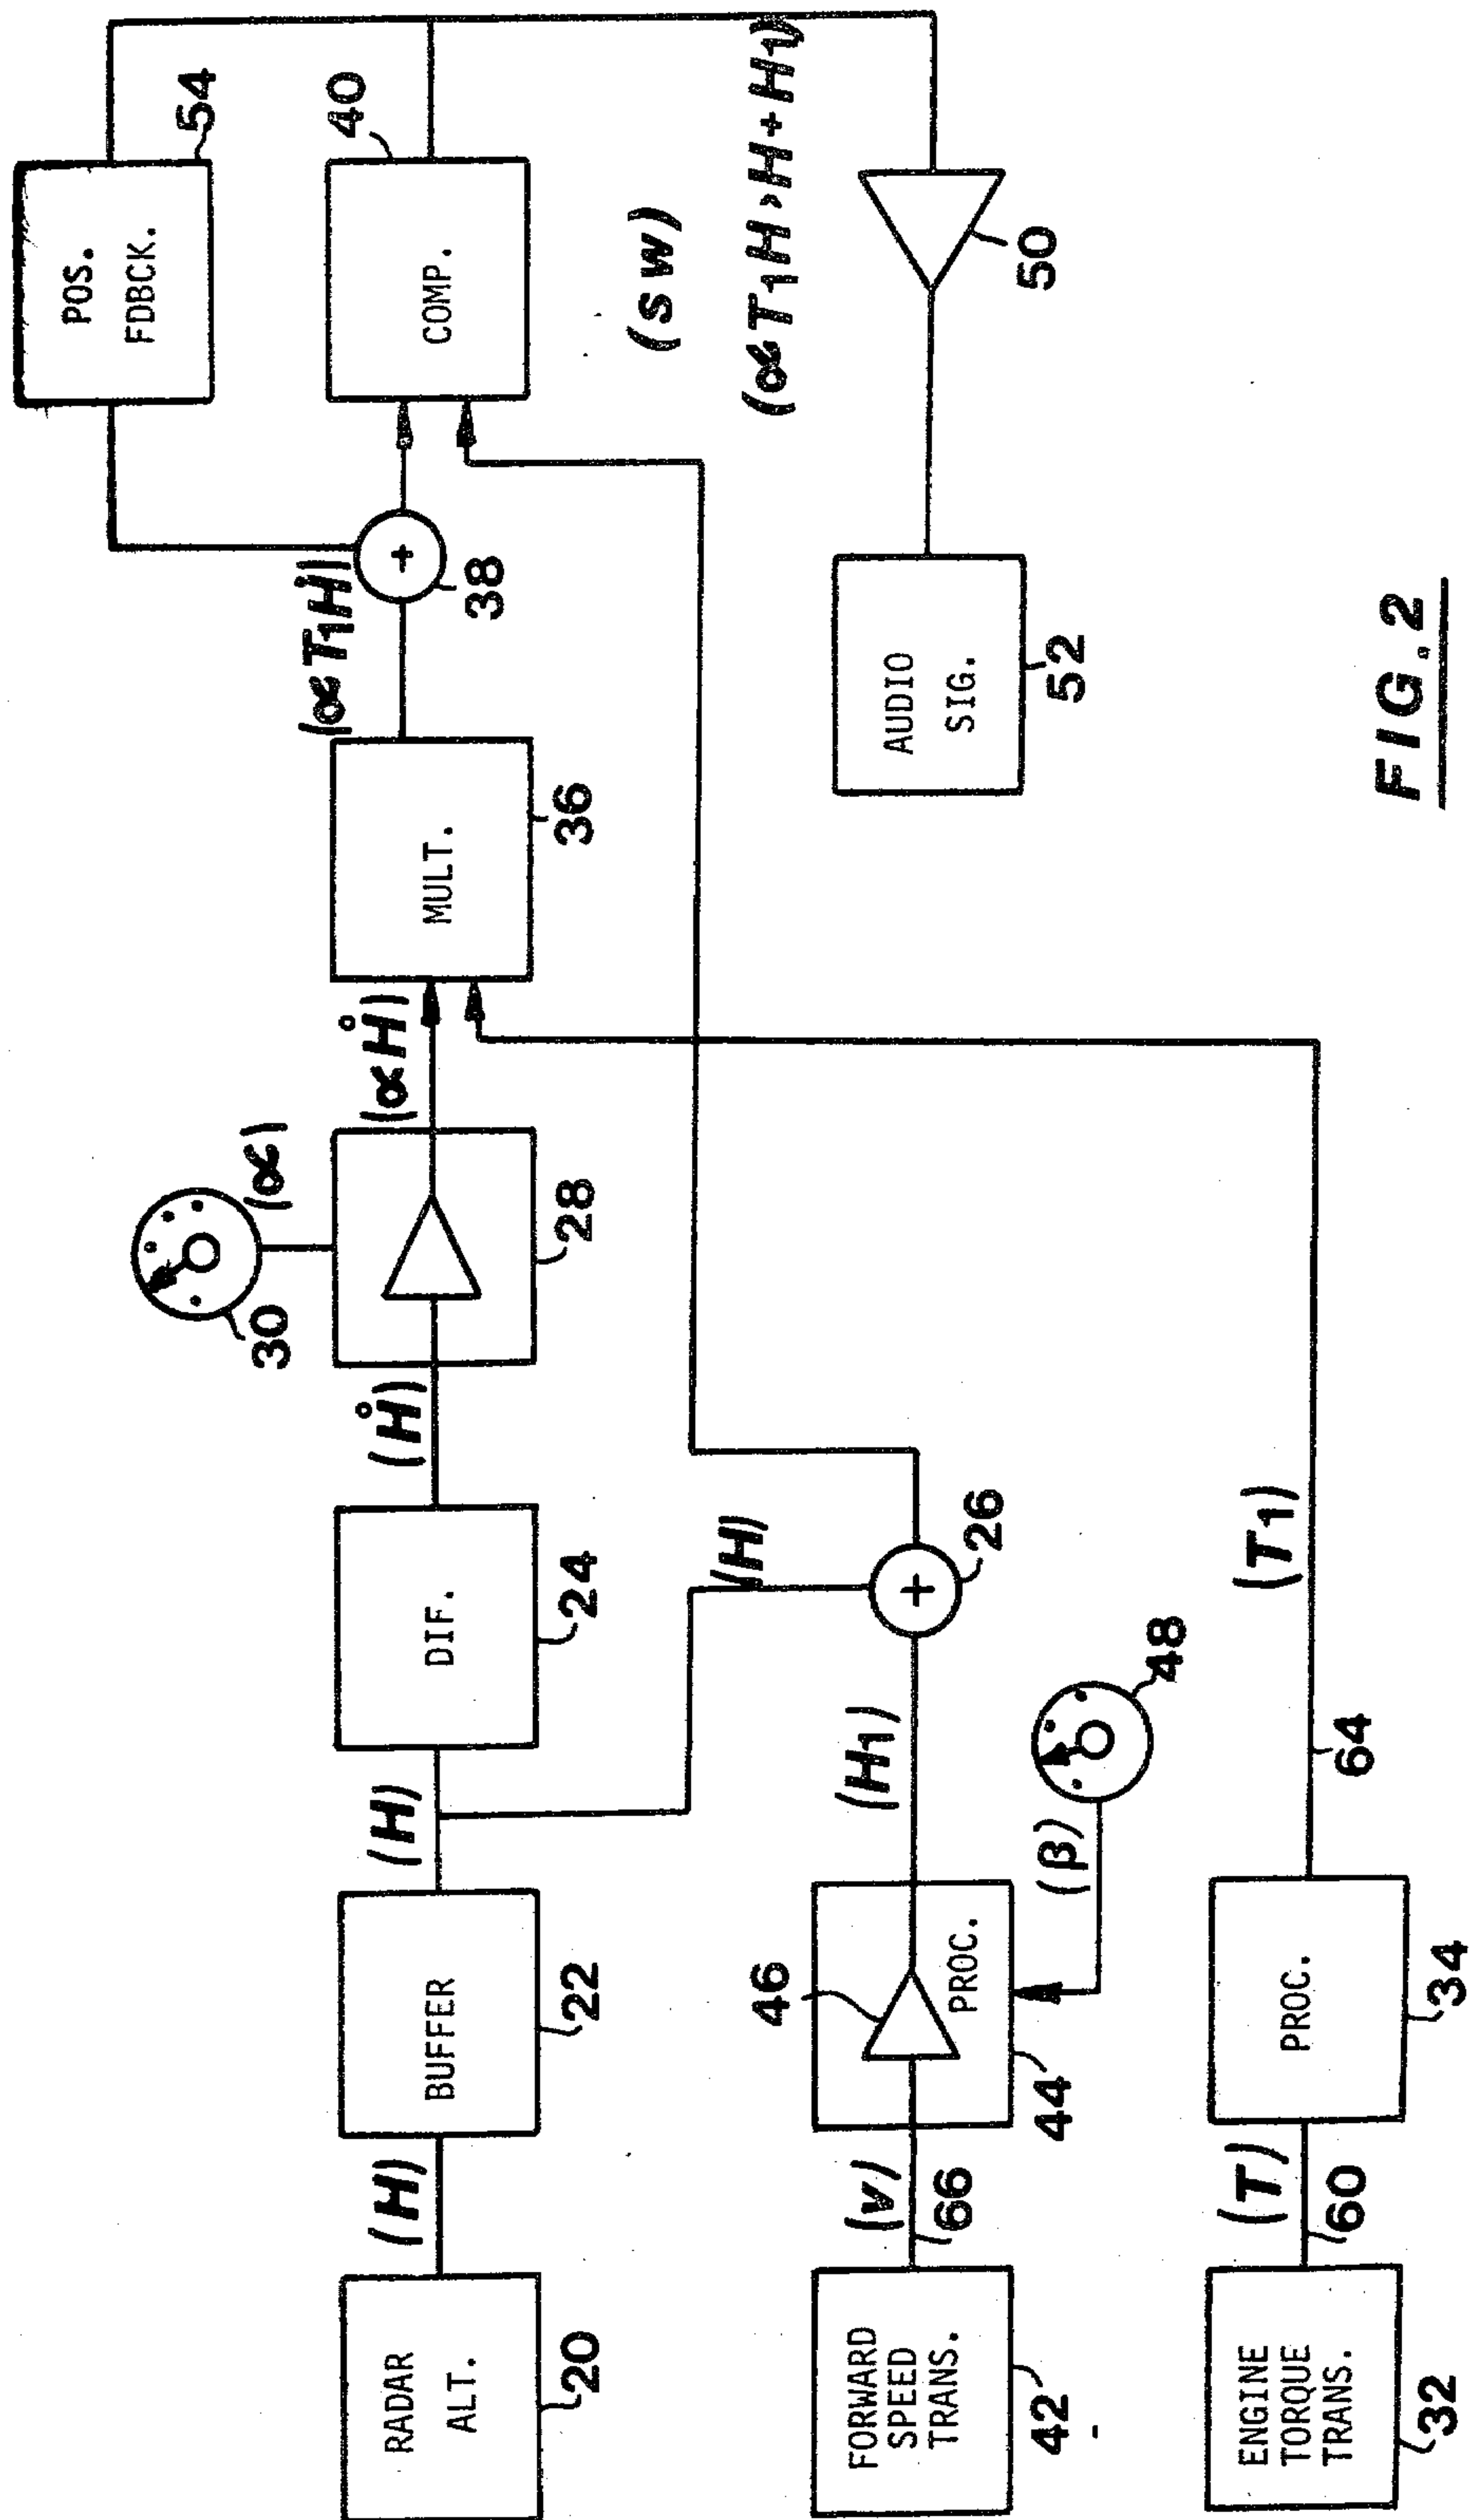 RADAR
ALT.
20
(H)
BUFFER
22
(H)
DIF.
24
(H)
(Ḣ)
30
(α)
28
(αḢ)
MULT.
36
(αT1Ḣ)
+
38
POS.
FDBCK.
54
COMP.
40
(SW)
(αT1H>H+H1)
50
AUDIO
SIG.
52
FORWARD
SPEED
TRANS.
42
(V)
66
46
PROC.
44
(β)
48
(H1)
+
26
ENGINE
TORQUE
TRANS.
32
(T)
60
PROC.
34
64
(T1)
FIG. 2